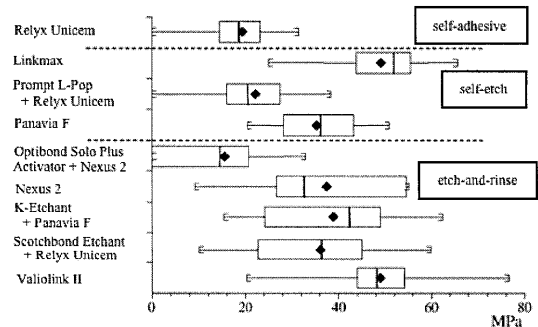 Relyx Unicem
self-adhesive
Linkmax
Prompt L-Pop
+ Relyx Unicem
self-etch
Panavia F
Optibond Solo Plus
Activator + Nexus 2
Nexus 2
etch-and-rinse
K-Etchant
+ Panavia F
Scotchbond Etchant
+ Relyx Unicem
Valiolink II
0 20 40 60 80
MPa